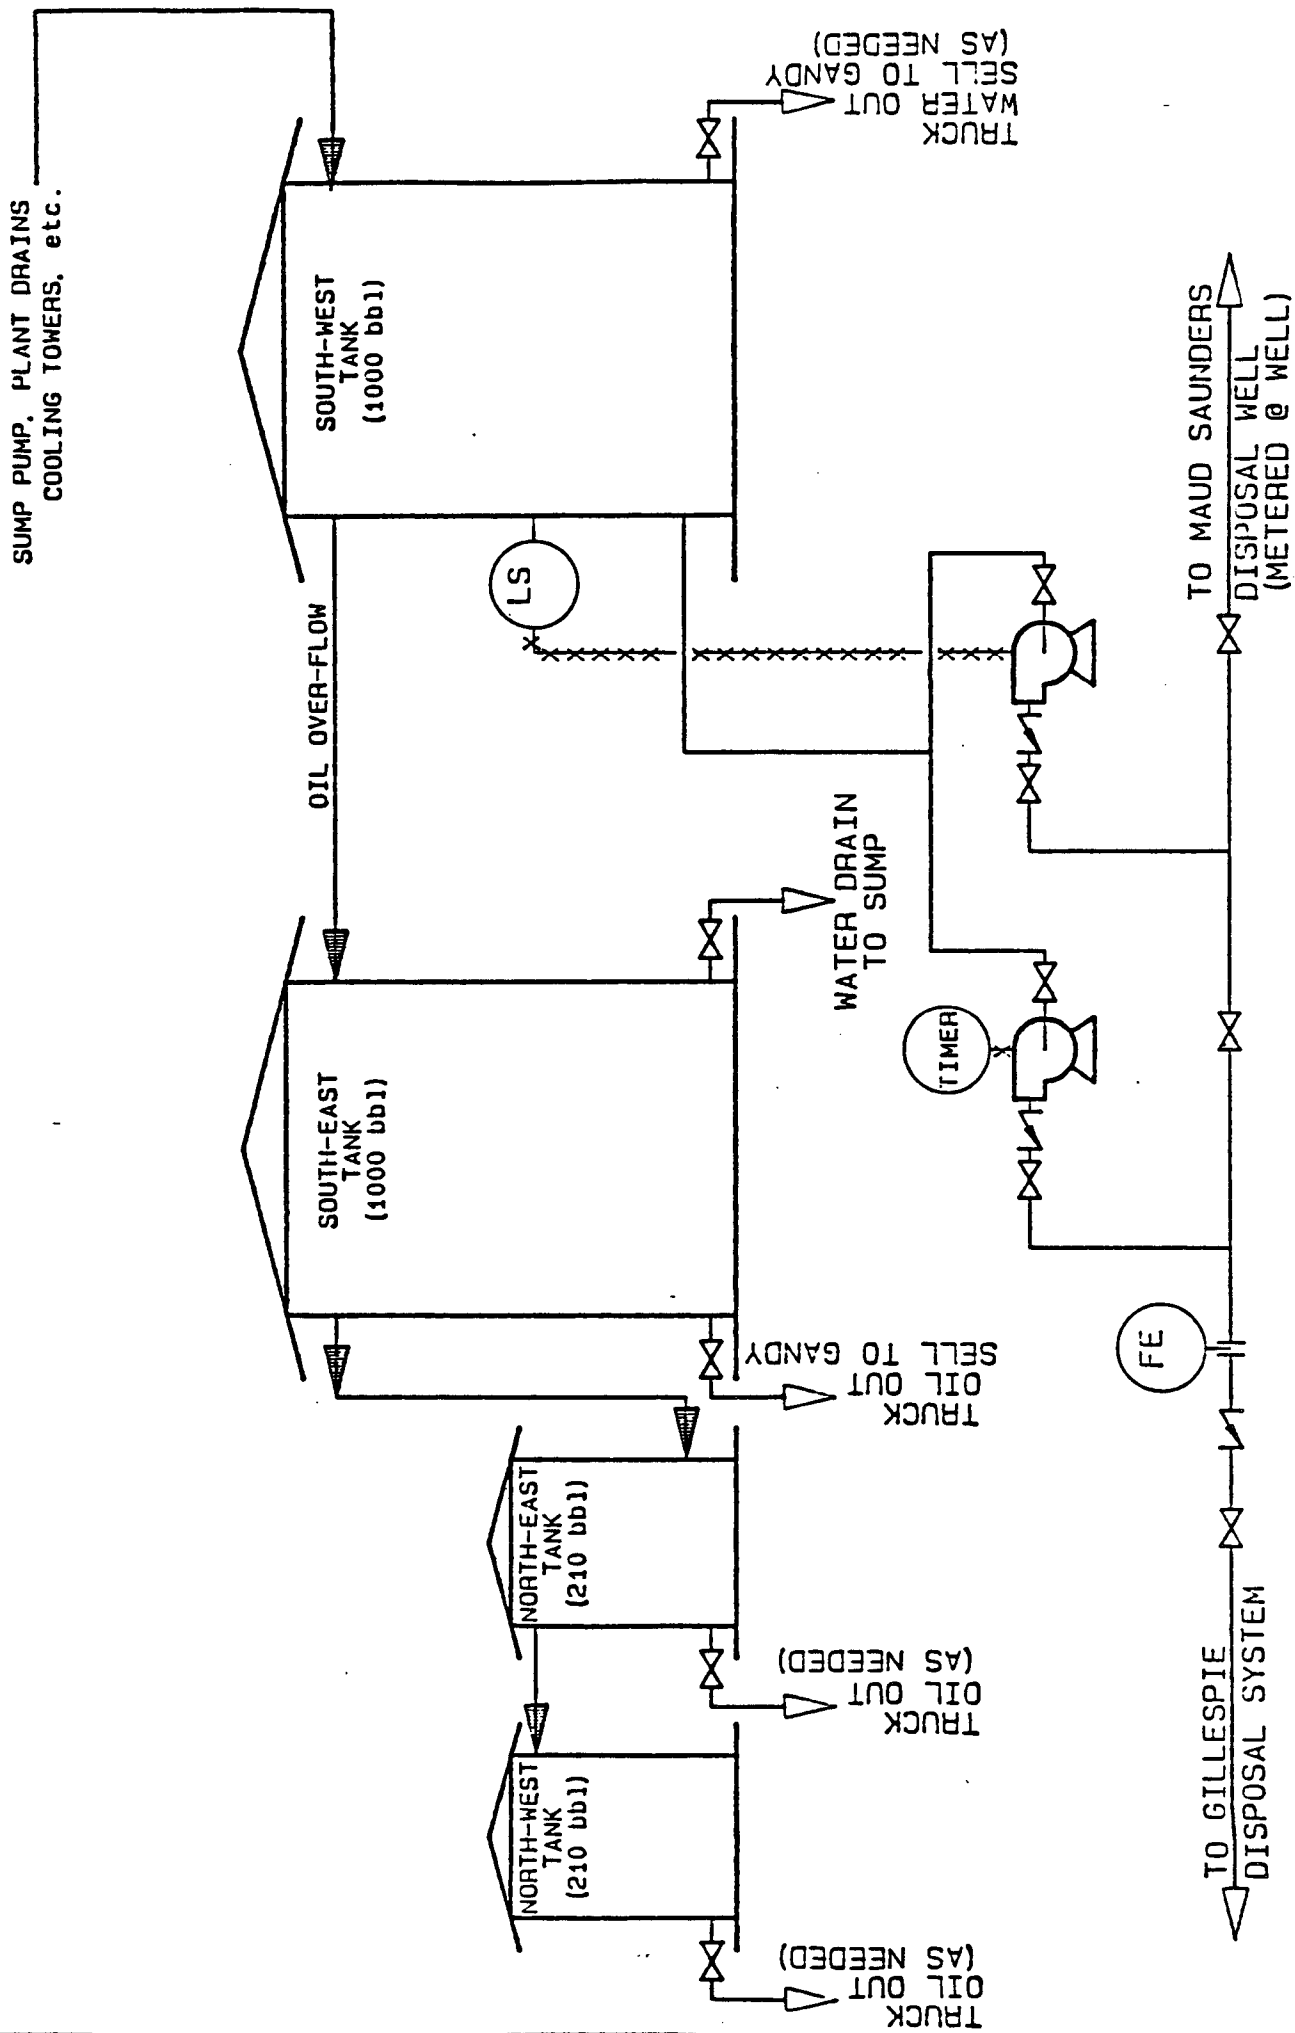 SUMP PUMP. PLANT DRAINS
COOLING TOWERS. etc.
SOUTH-WEST
TANK
(1000 bbl)
TRUCK
WATER OUT
SELL TO GANDY
(AS NEEDED)
OIL OVER-FLOW
LS
SOUTH-EAST
TANK
(1000 bbl)
WATER DRAIN
TO SUMP
TRUCK
OIL OUT
SELL TO GANDY
NORTH-EAST
TANK
(210 bbl)
TRUCK
OIL OUT
(AS NEEDED)
NORTH-WEST
TANK
(210 bbl)
TRUCK
OIL OUT
(AS NEEDED)
TIMER
FE
TO MAUD SAUNDERS
DISPOSAL WELL
(METERED @ WELL)
TO GILLESPIE
DISPOSAL SYSTEM